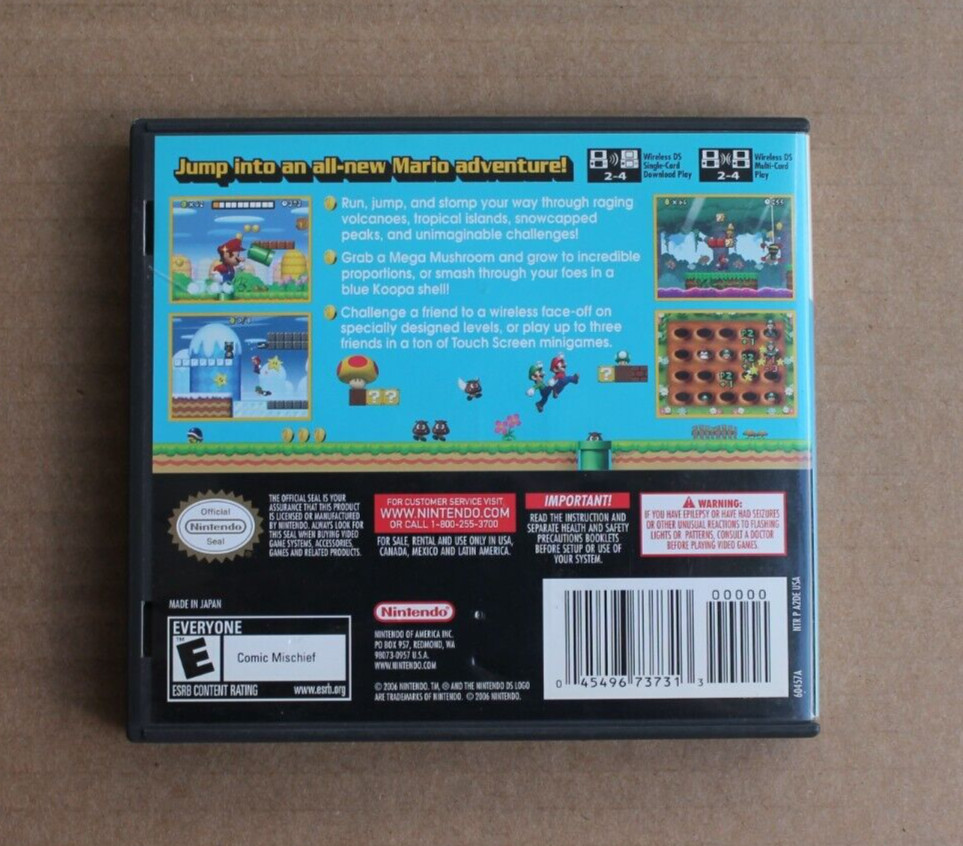 Jump into an all-new Mario adventure!
2-4
Wireless DS
Single-Card
Download Play
2-4
Wireless DS
Multi-Card
Play
Run, jump, and stomp your way through raging
volcanoes, tropical islands, snowcapped
peaks, and unimaginable challenges!
Grab a Mega Mushroom and grow to incredible
proportions, or smash through your foes in a
blue Koopa shell!
Challenge a friend to a wireless face-off on
specially designed levels, or play up to three
friends in a ton of Touch Screen minigames.
Official
Nintendo
Seal
THE OFFICIAL SEAL IS YOUR
ASSURANCE THAT THIS PRODUCT
IS LICENSED OR MANUFACTURED
BY NINTENDO. ALWAYS LOOK FOR
THIS SEAL WHEN BUYING VIDEO
GAME SYSTEMS, ACCESSORIES,
GAMES AND RELATED PRODUCTS.
FOR CUSTOMER SERVICE VISIT
WWW.NINTENDO.COM
OR CALL 1-800-255-3700
FOR SALE, RENTAL AND USE ONLY IN USA,
CANADA, MEXICO AND LATIN AMERICA.
IMPORTANT!
READ THE INSTRUCTION AND
SEPARATE HEALTH AND SAFETY
PRECAUTIONS BOOKLETS
BEFORE SETUP OR USE OF
YOUR SYSTEM.
WARNING:
IF YOU HAVE EPILEPSY OR HAVE HAD SEIZURES
OR OTHER UNUSUAL REACTIONS TO FLASHING
LIGHTS OR PATTERNS, CONSULT A DOCTOR
BEFORE PLAYING VIDEO GAMES.
MADE IN JAPAN
EVERYONE
E
TM
Comic Mischief
ESRB CONTENT RATING www.esrb.org
Nintendo®
NINTENDO OF AMERICA INC.
PO BOX 957, REDMOND, WA
98073-0957 U.S.A.
WWW.NINTENDO.COM
© 2006 NINTENDO. TM, ® AND THE NINTENDO DS LOGO
ARE TRADEMARKS OF NINTENDO. © 2006 NINTENDO.
00000
0 45496 73731 3
NTR P A2DE USA
60457A